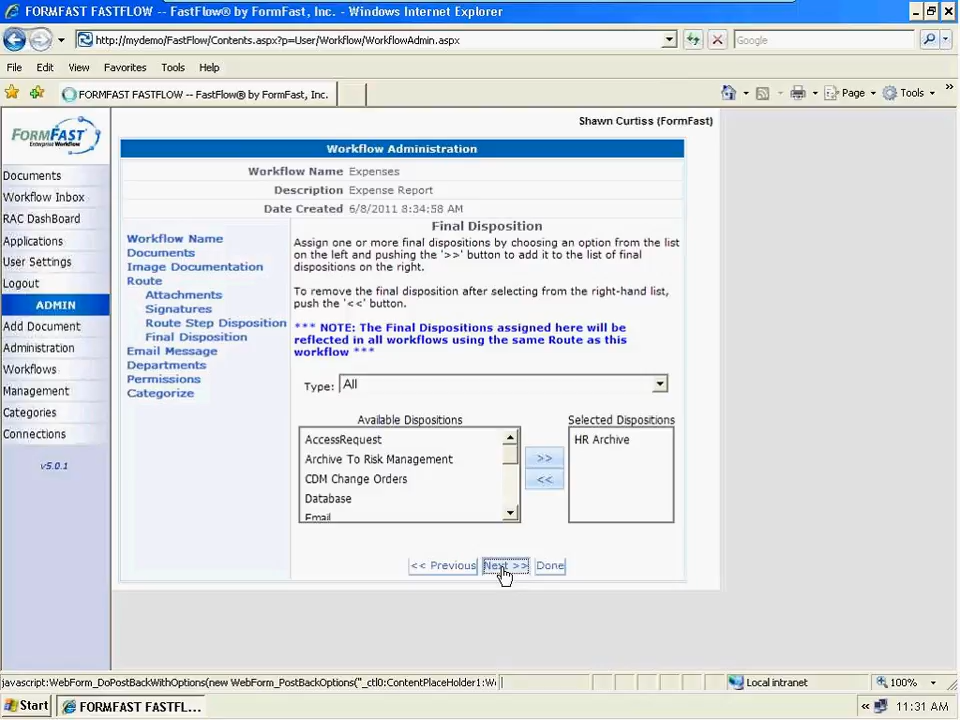 FORMFAST FASTFLOW -- FastFlow® by FormFast, Inc. - Windows Internet Explorer
http://mydemo/FastFlow/Contents.aspx?p=User/Workflow/WorkflowAdmin.aspx
Google
File Edit View Favorites Tools Help
FORMFAST FASTFLOW -- FastFlow® by FormFast, Inc.
Page Tools »
FORMFAST
Enterprise Workflow
Shawn Curtiss (FormFast)
Documents
Workflow Inbox
RAC DashBoard
Applications
User Settings
Logout
ADMIN
Add Document
Administration
Workflows
Management
Categories
Connections
v5.0.1
Workflow Administration
Workflow Name Expenses
Description Expense Report
Date Created 6/8/2011 8:34:58 AM
Workflow Name
Documents
Image Documentation
Route
Attachments
Signatures
Route Step Disposition
Final Disposition
Email Message
Departments
Permissions
Categorize
Final Disposition
Assign one or more final dispositions by choosing an option from the list
on the left and pushing the '>>' button to add it to the list of final
dispositions on the right.
To remove the final disposition after selecting from the right-hand list,
push the '<<' button.
*** NOTE: The Final Dispositions assigned here will be
reflected in all workflows using the same Route as this
workflow ***
Type: All
Available Dispositions
AccessRequest
Archive To Risk Management
CDM Change Orders
Database
Email
>>
<<
Selected Dispositions
HR Archive
<< Previous Next >> Done
javascript:WebForm_DoPostBackWithOptions(new WebForm_PostBackOptions("_ctl0:ContentPlaceHolder1:W
Local intranet
100%
Start
FORMFAST FASTFL...
« 11:31 AM